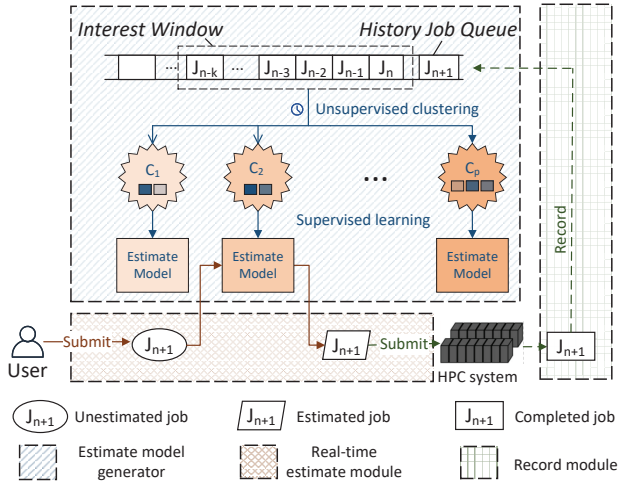 Interest Window
History Job Queue
... J_{n-k} ... J_{n-3} J_{n-2} J_{n-1} J_n J_{n+1}
Unsupervised clustering
C_1 C_2 ... C_p
Supervised learning
Estimate Model
Estimate Model
Estimate Model
Record
User
Submit
J_{n+1}
J_{n+1}
Submit
HPC system
J_{n+1}
J_{n+1} Unestimated job
J_{n+1} Estimated job
J_{n+1} Completed job
Estimate model
generator
Real-time
estimate module
Record module